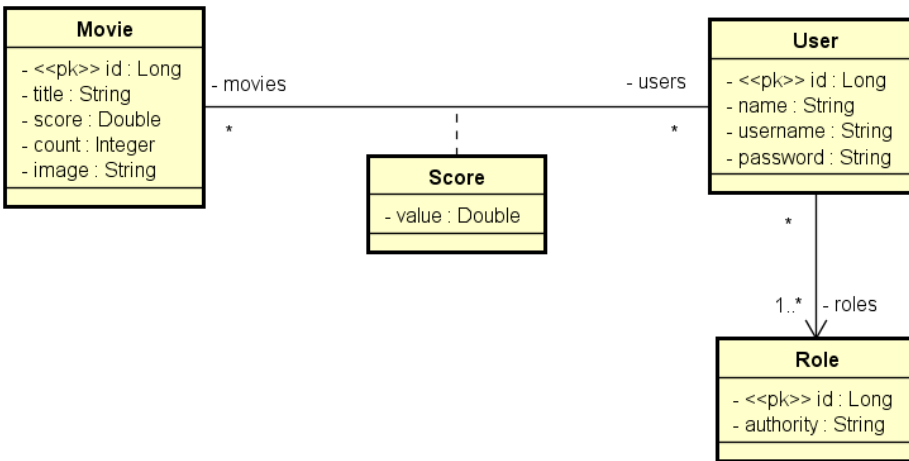 Movie
- <<pk>> id : Long
- title : String
- score : Double
- count : Integer
- image : String
- movies
*
- users
*
Score
- value : Double
User
- <<pk>> id : Long
- name : String
- username : String
- password : String
*
1..*
- roles
Role
- <<pk>> id : Long
- authority : String